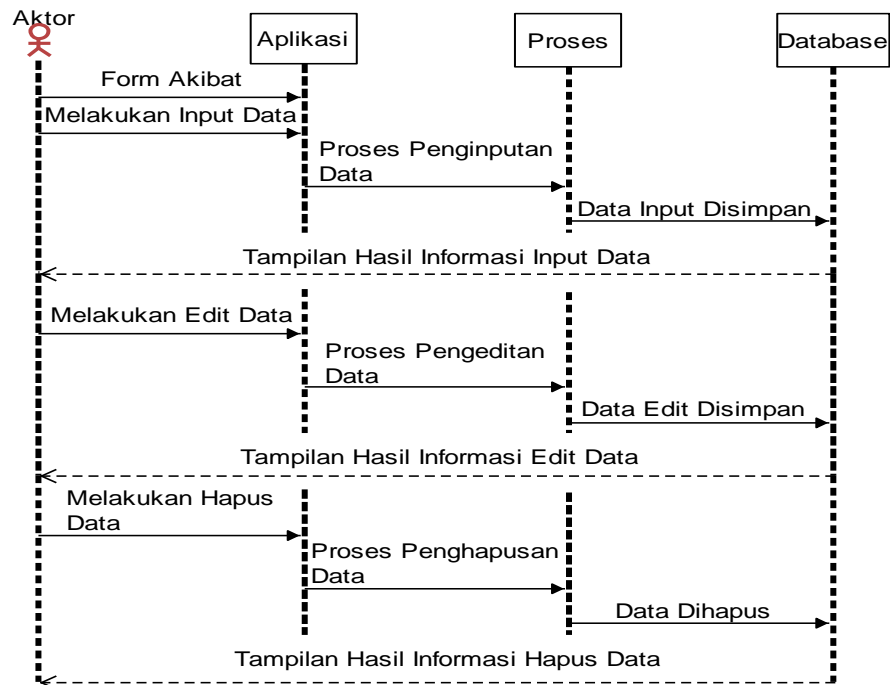 Aktor
Aplikasi
Proses
Database
Form Akibat
Melakukan Input Data
Proses Penginputan
Data
Data Input Disimpan
Tampilan Hasil Informasi Input Data
Melakukan Edit Data
Proses Pengeditan
Data
Data Edit Disimpan
Tampilan Hasil Informasi Edit Data
Melakukan Hapus
Data
Proses Penghapusan
Data
Data Dihapus
Tampilan Hasil Informasi Hapus Data